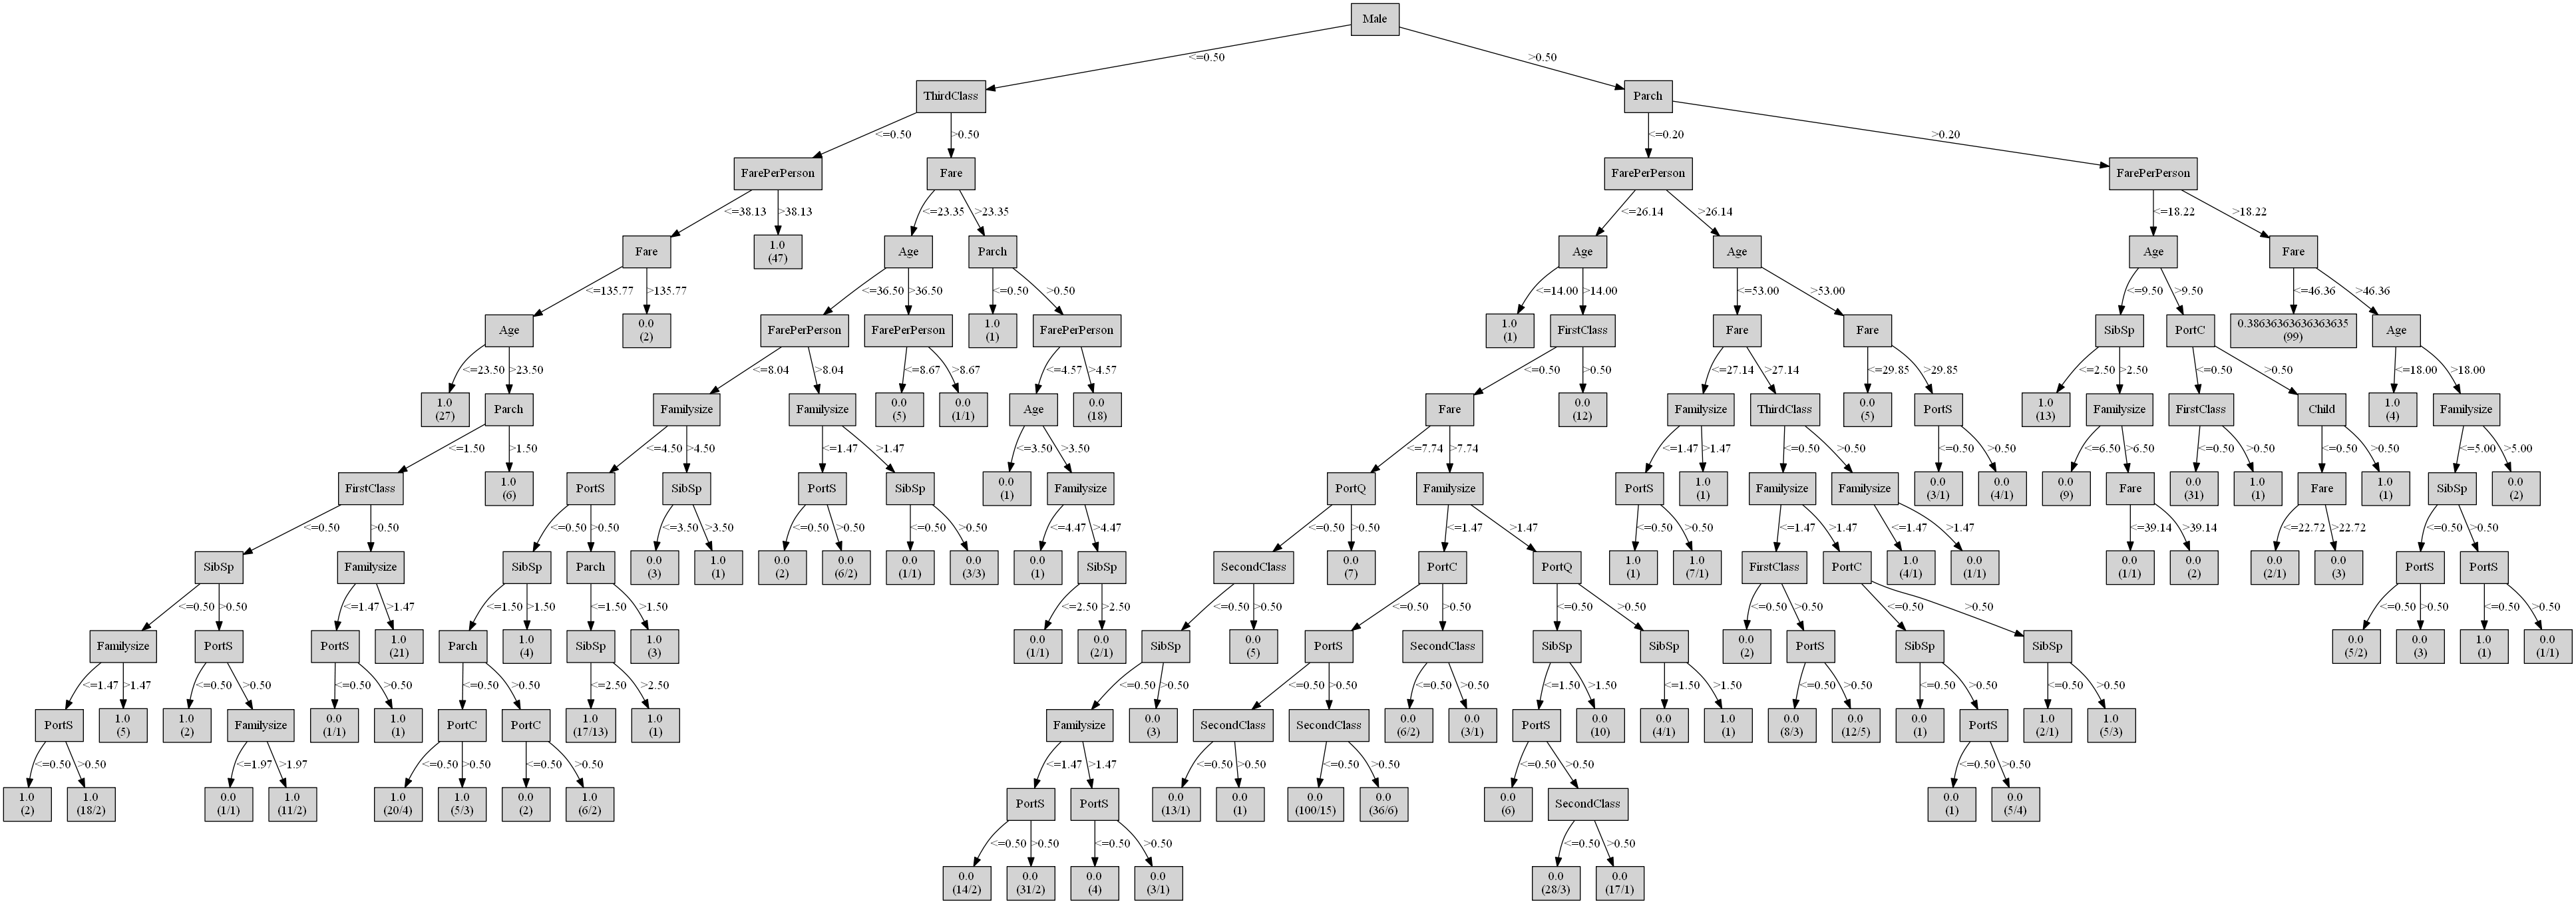 Male
<=0.50 >0.50
ThirdClass Parch
<=0.50 >0.50 <=0.20 >0.20
FarePerPerson Fare FarePerPerson FarePerPerson
<=38.13 >38.13 <=23.35 >23.35 <=26.14 >26.14 <=18.22 >18.22
Fare 1.0 Age Parch Age Age Age Fare
(47)
<=135.77 >135.77 <=36.50 >36.50 <=0.50 >0.50 <=14.00 >14.00 <=53.00 >53.00 <=9.50 >9.50 <=46.36 >46.36
Age 0.0 FarePerPerson FarePerPerson 1.0 FarePerPerson 1.0 FirstClass Fare Fare SibSp PortC 0.38636363636363635 Age
(2) (1) (1) (99)
<=23.50 >23.50 <=8.04 >8.04 <=8.67 >8.67 <=4.57 >4.57 <=0.50 >0.50 <=27.14 >27.14 <=29.85 >29.85 <=2.50 >2.50 <=0.50 >0.50 <=18.00 >18.00
1.0 Parch Familysize Familysize 0.0 0.0 Age 0.0 Fare 0.0 Familysize ThirdClass 0.0 PortS 1.0 Familysize FirstClass Child 1.0 Familysize
(27) (5) (1/1) (18) (12) (5) (13) (4)
<=1.50 >1.50 <=4.50 >4.50 <=1.47 >1.47 <=3.50 >3.50 <=7.74 >7.74 <=1.47 >1.47 <=0.50 >0.50 <=0.50 >0.50 <=6.50 >6.50 <=0.50 >0.50 <=0.50 >0.50 <=5.00 >5.00
FirstClass 1.0 PortS SibSp PortS SibSp 0.0 Familysize PortQ Familysize PortS 1.0 Familysize Familysize 0.0 0.0 0.0 Fare 0.0 1.0 Fare 1.0 SibSp 0.0
(6) (1) (1) (3/1) (4/1) (9) (31) (1) (1) (2)
<=0.50 >0.50 <=0.50 >0.50 <=3.50 >3.50 <=0.50 >0.50 <=0.50 >0.50 <=4.47 >4.47 <=0.50 >0.50 <=1.47 >1.47 <=0.50 >0.50 <=1.47 >1.47 <=1.47 >1.47 <=39.14 >39.14 <=22.72 >22.72 <=0.50 >0.50
SibSp Familysize SibSp Parch 0.0 1.0 0.0 0.0 0.0 0.0 0.0 SibSp SecondClass 0.0 PortC PortQ 1.0 1.0 FirstClass PortC 1.0 0.0 0.0 0.0 0.0 0.0 PortS PortS
(3) (1) (2) (6/2) (1/1) (3/3) (1) (7) (1) (7/1) (4/1) (1/1) (1/1) (2) (2/1) (3)
<=0.50 >0.50 <=1.47 >1.47 <=1.50 >1.50 <=1.50 >1.50 <=2.50 >2.50 <=0.50 >0.50 <=0.50 >0.50 <=0.50 >0.50 <=0.50 >0.50 <=0.50 >0.50 <=0.50 >0.50 <=0.50 >0.50
Familysize PortS PortS 1.0 Parch 1.0 SibSp 1.0 0.0 0.0 SibSp 0.0 PortS SecondClass SibSp SibSp 0.0 PortS SibSp SibSp 0.0 0.0 1.0 0.0
(21) (4) (3) (1/1) (2/1) (5) (2) (5/2) (3) (1) (1/1)
<=1.47 >1.47 <=0.50 >0.50 <=0.50 >0.50 <=0.50 >0.50 <=2.50 >2.50 <=0.50 >0.50 <=0.50 >0.50 <=0.50 >0.50 <=1.50 >1.50 <=1.50 >1.50 <=0.50 >0.50 <=0.50 >0.50 <=0.50 >0.50
PortS 1.0 1.0 Familysize 0.0 1.0 PortC PortC 1.0 1.0 Familysize 0.0 SecondClass SecondClass 0.0 0.0 PortS 0.0 0.0 1.0 0.0 0.0 0.0 PortS 1.0 1.0
(5) (2) (1/1) (1) (17/13) (1) (3) (6/2) (3/1) (10) (4/1) (1) (8/3) (12/5) (1) (2/1) (5/3)
<=0.50 >0.50 <=1.97 >1.97 <=0.50 >0.50 <=0.50 >0.50 <=1.47 >1.47 <=0.50 >0.50 <=0.50 >0.50 <=0.50 >0.50 <=0.50 >0.50
1.0 1.0 0.0 1.0 1.0 1.0 0.0 1.0 PortS PortS 0.0 0.0 0.0 0.0 0.0 SecondClass 0.0 0.0
(2) (18/2) (1/1) (11/2) (20/4) (5/3) (2) (6/2) (13/1) (1) (100/15) (36/6) (6) (1) (5/4)
<=0.50 >0.50 <=0.50 >0.50 <=0.50 >0.50
0.0 0.0 0.0 0.0 0.0 0.0
(14/2) (31/2) (4) (3/1) (28/3) (17/1)